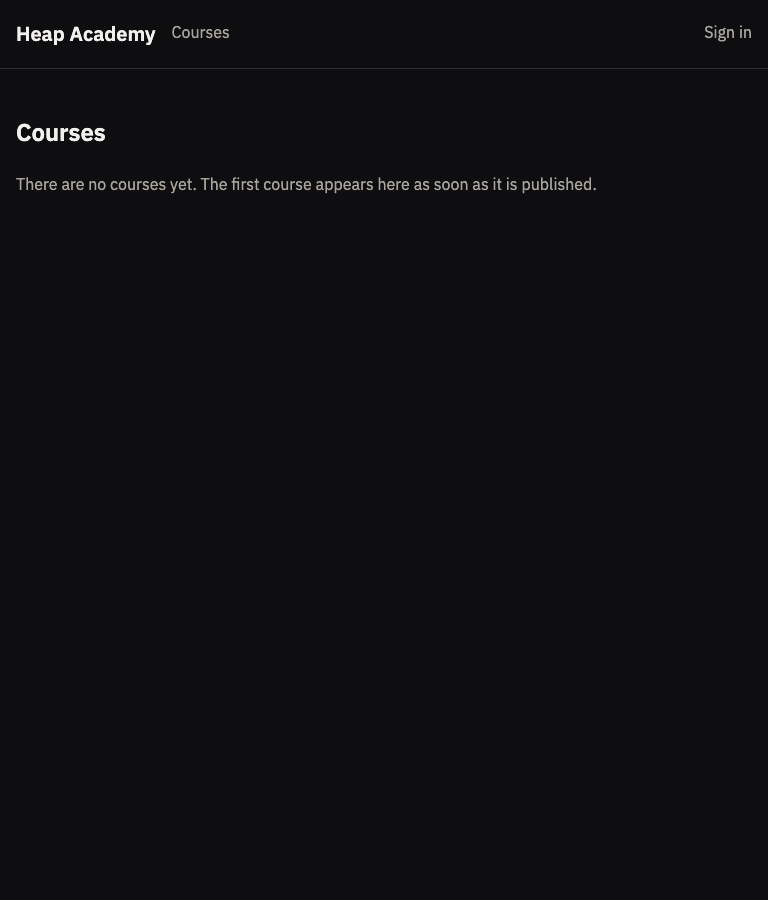 Heap Academy Courses Sign in
Courses
There are no courses yet. The first course appears here as soon as it is published.